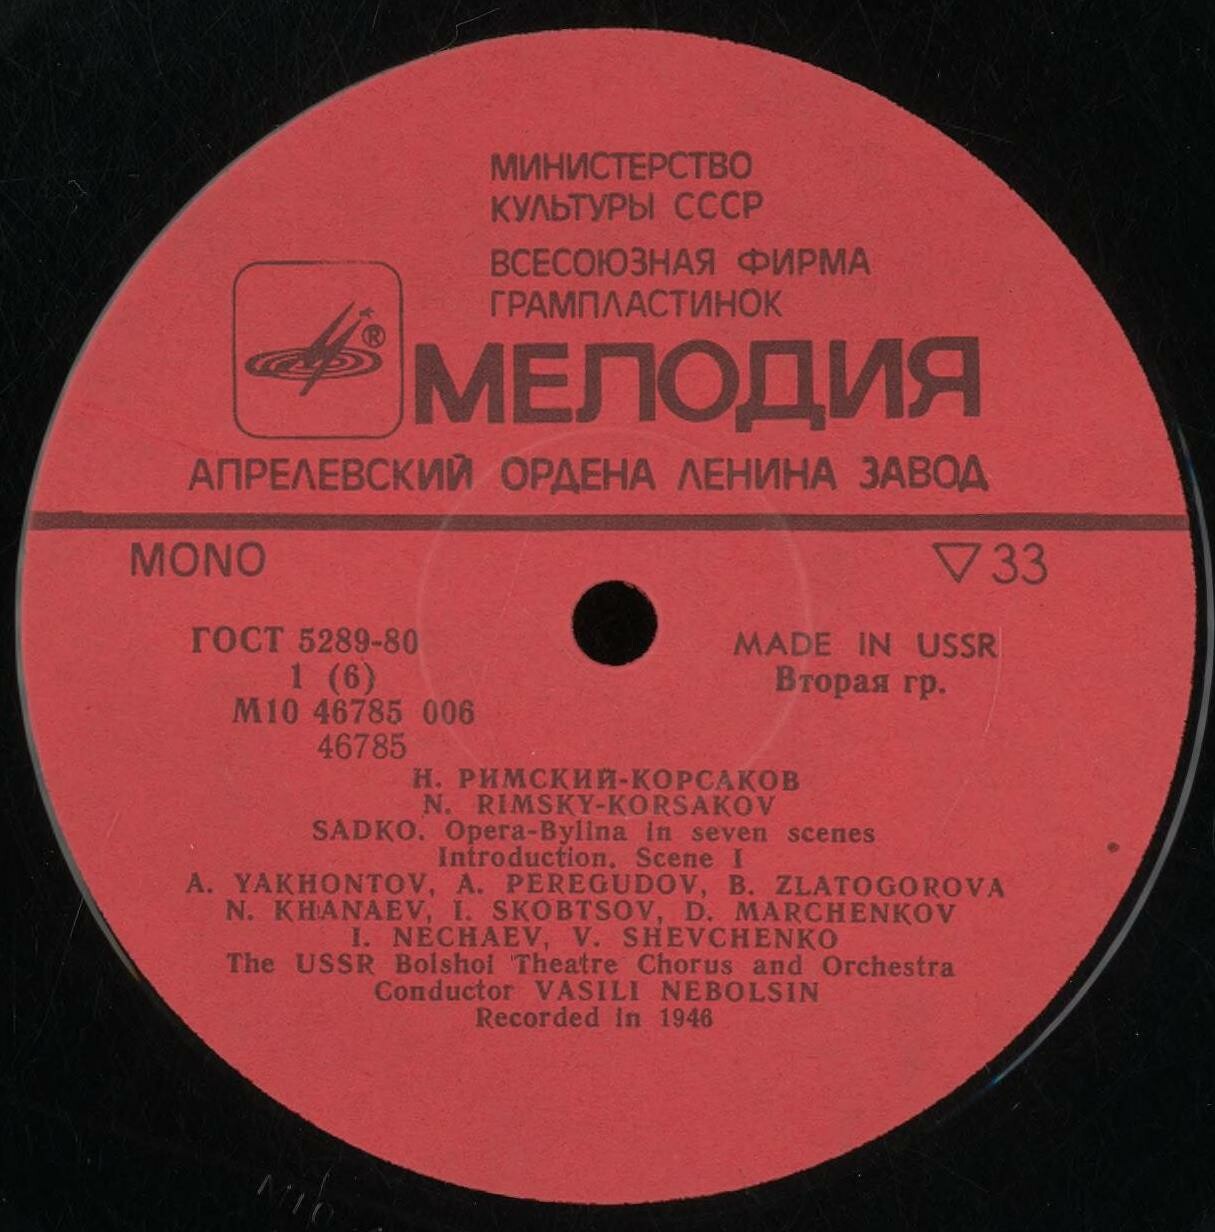 МИНИСТЕРСТВО
КУЛЬТУРЫ СССР
ВСЕСОЮЗНАЯ ФИРМА
ГРАМПЛАСТИНОК
®
МЕЛОДИЯ
АПРЕЛЕВСКИЙ ОРДЕНА ЛЕНИНА ЗАВОД
MONO
▽33
ГОСТ 5289-80
MADE IN USSR
1 (6)
Вторая гр.
М10 46785 006
46785
Н. РИМСКИЙ-КОРСАКОВ
N. RIMSKY-KORSAKOV
SADKO. Opera-Bylina in seven scenes
Introduction. Scene I
A. YAKHONTOV, A. PEREGUDOV, B. ZLATOGOROVA
N. KHANAEV, I. SKOBTSOV, D. MARCHENKOV
I. NECHAEV, V. SHEVCHENKO
The USSR Bolshoi Theatre Chorus and Orchestra
Conductor VASILI NEBOLSIN
Recorded in 1946